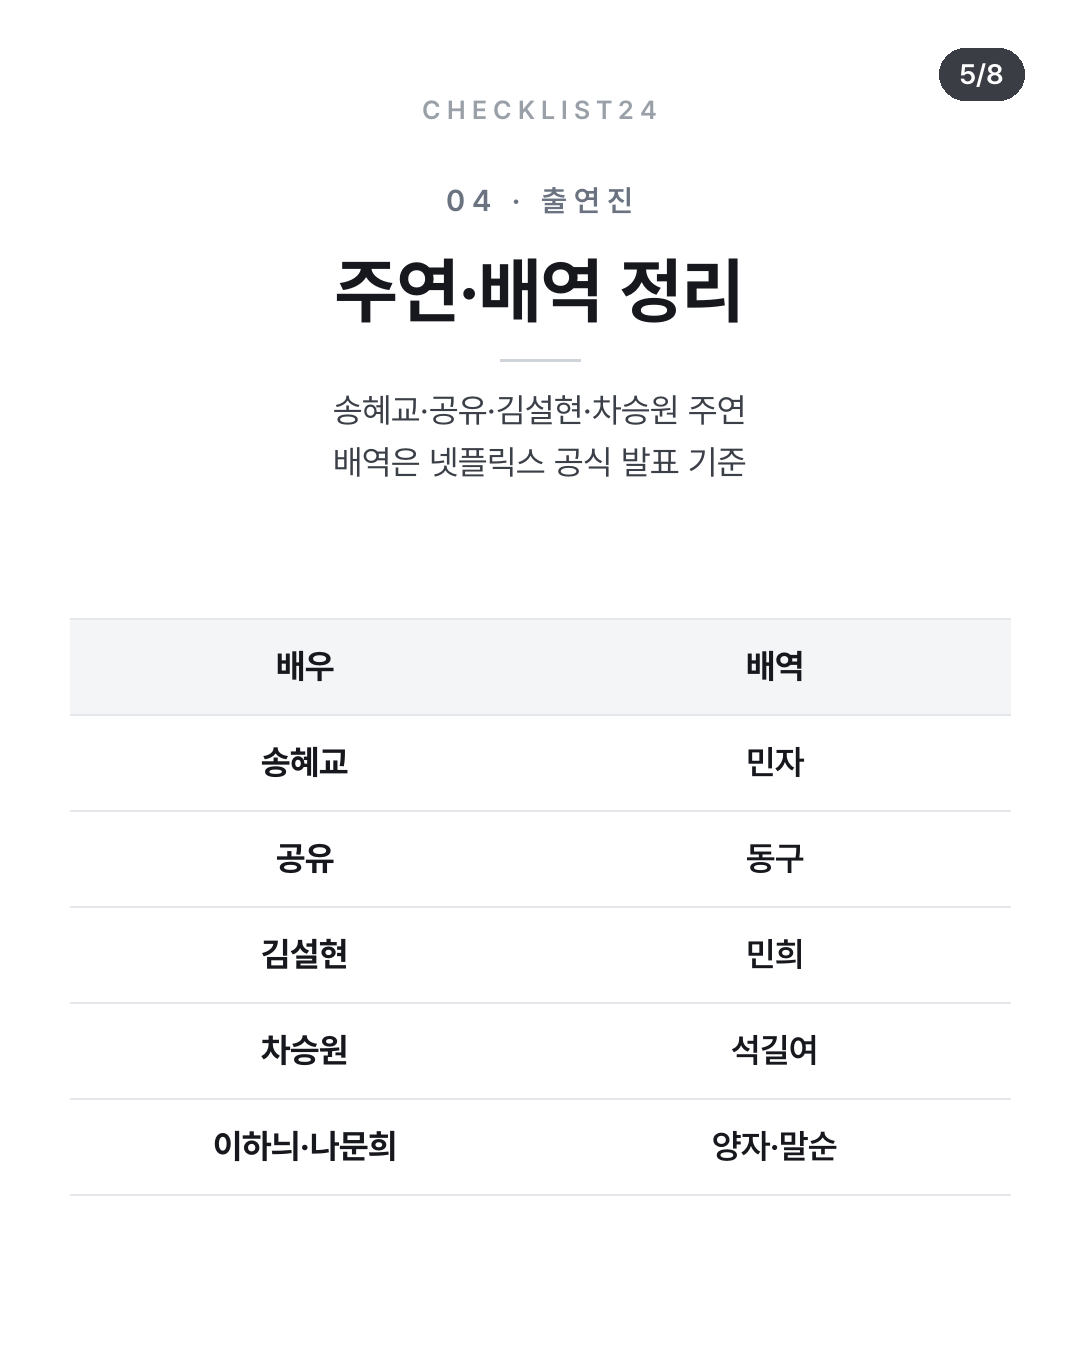 5/8
CHECKLIST24
04 · 출연진
주연·배역 정리
송혜교·공유·김설현·차승원 주연
배역은 넷플릭스 공식 발표 기준
배우 배역
송혜교 민자
공유 동구
김설현 민희
차승원 석길여
이하늬·나문희 양자·말순